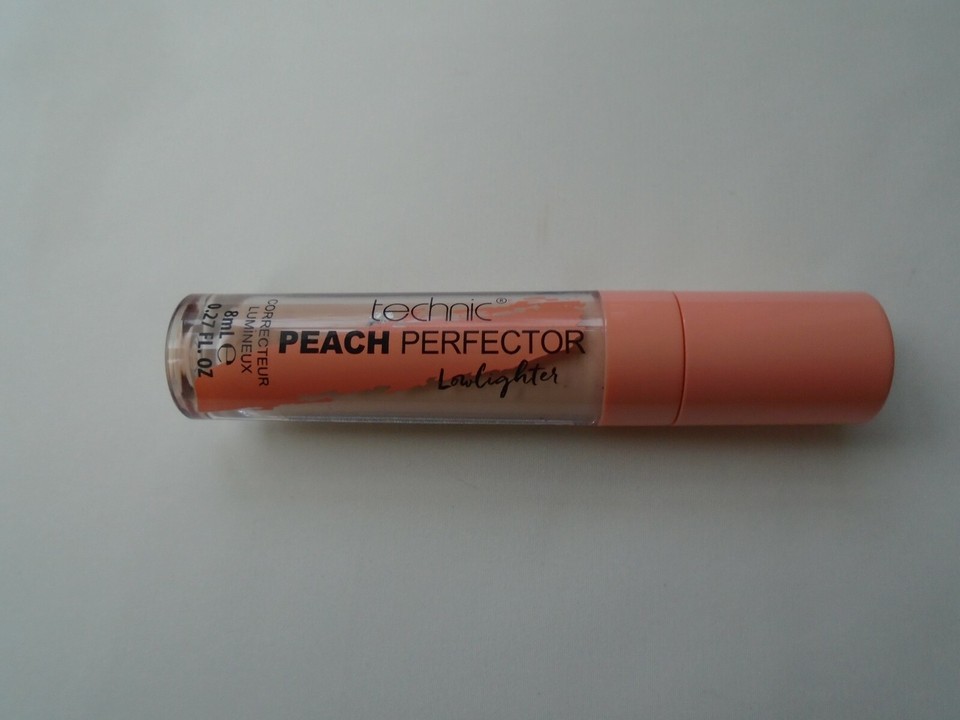 technic®
PEACH PERFECTOR
Lowlighter
CORRECTEUR
LUMINEUX
8mL e
0.27 FL. OZ